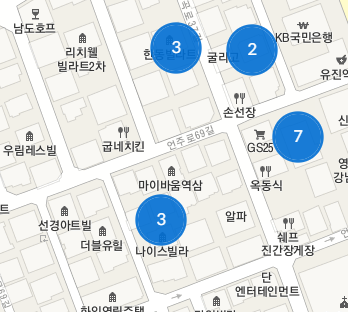 남도호프
리치웰
빌라트2차
3
2
KB국민은행
굴리고
유진약
손선장
우림레스빌
굽네치킨
언주로69길
GS25
7
마이바움역삼
옥동식
3
알파
선경아트빌
더블유힐
나이스빌라
쉐프
진간장게장
단
엔터테인먼트